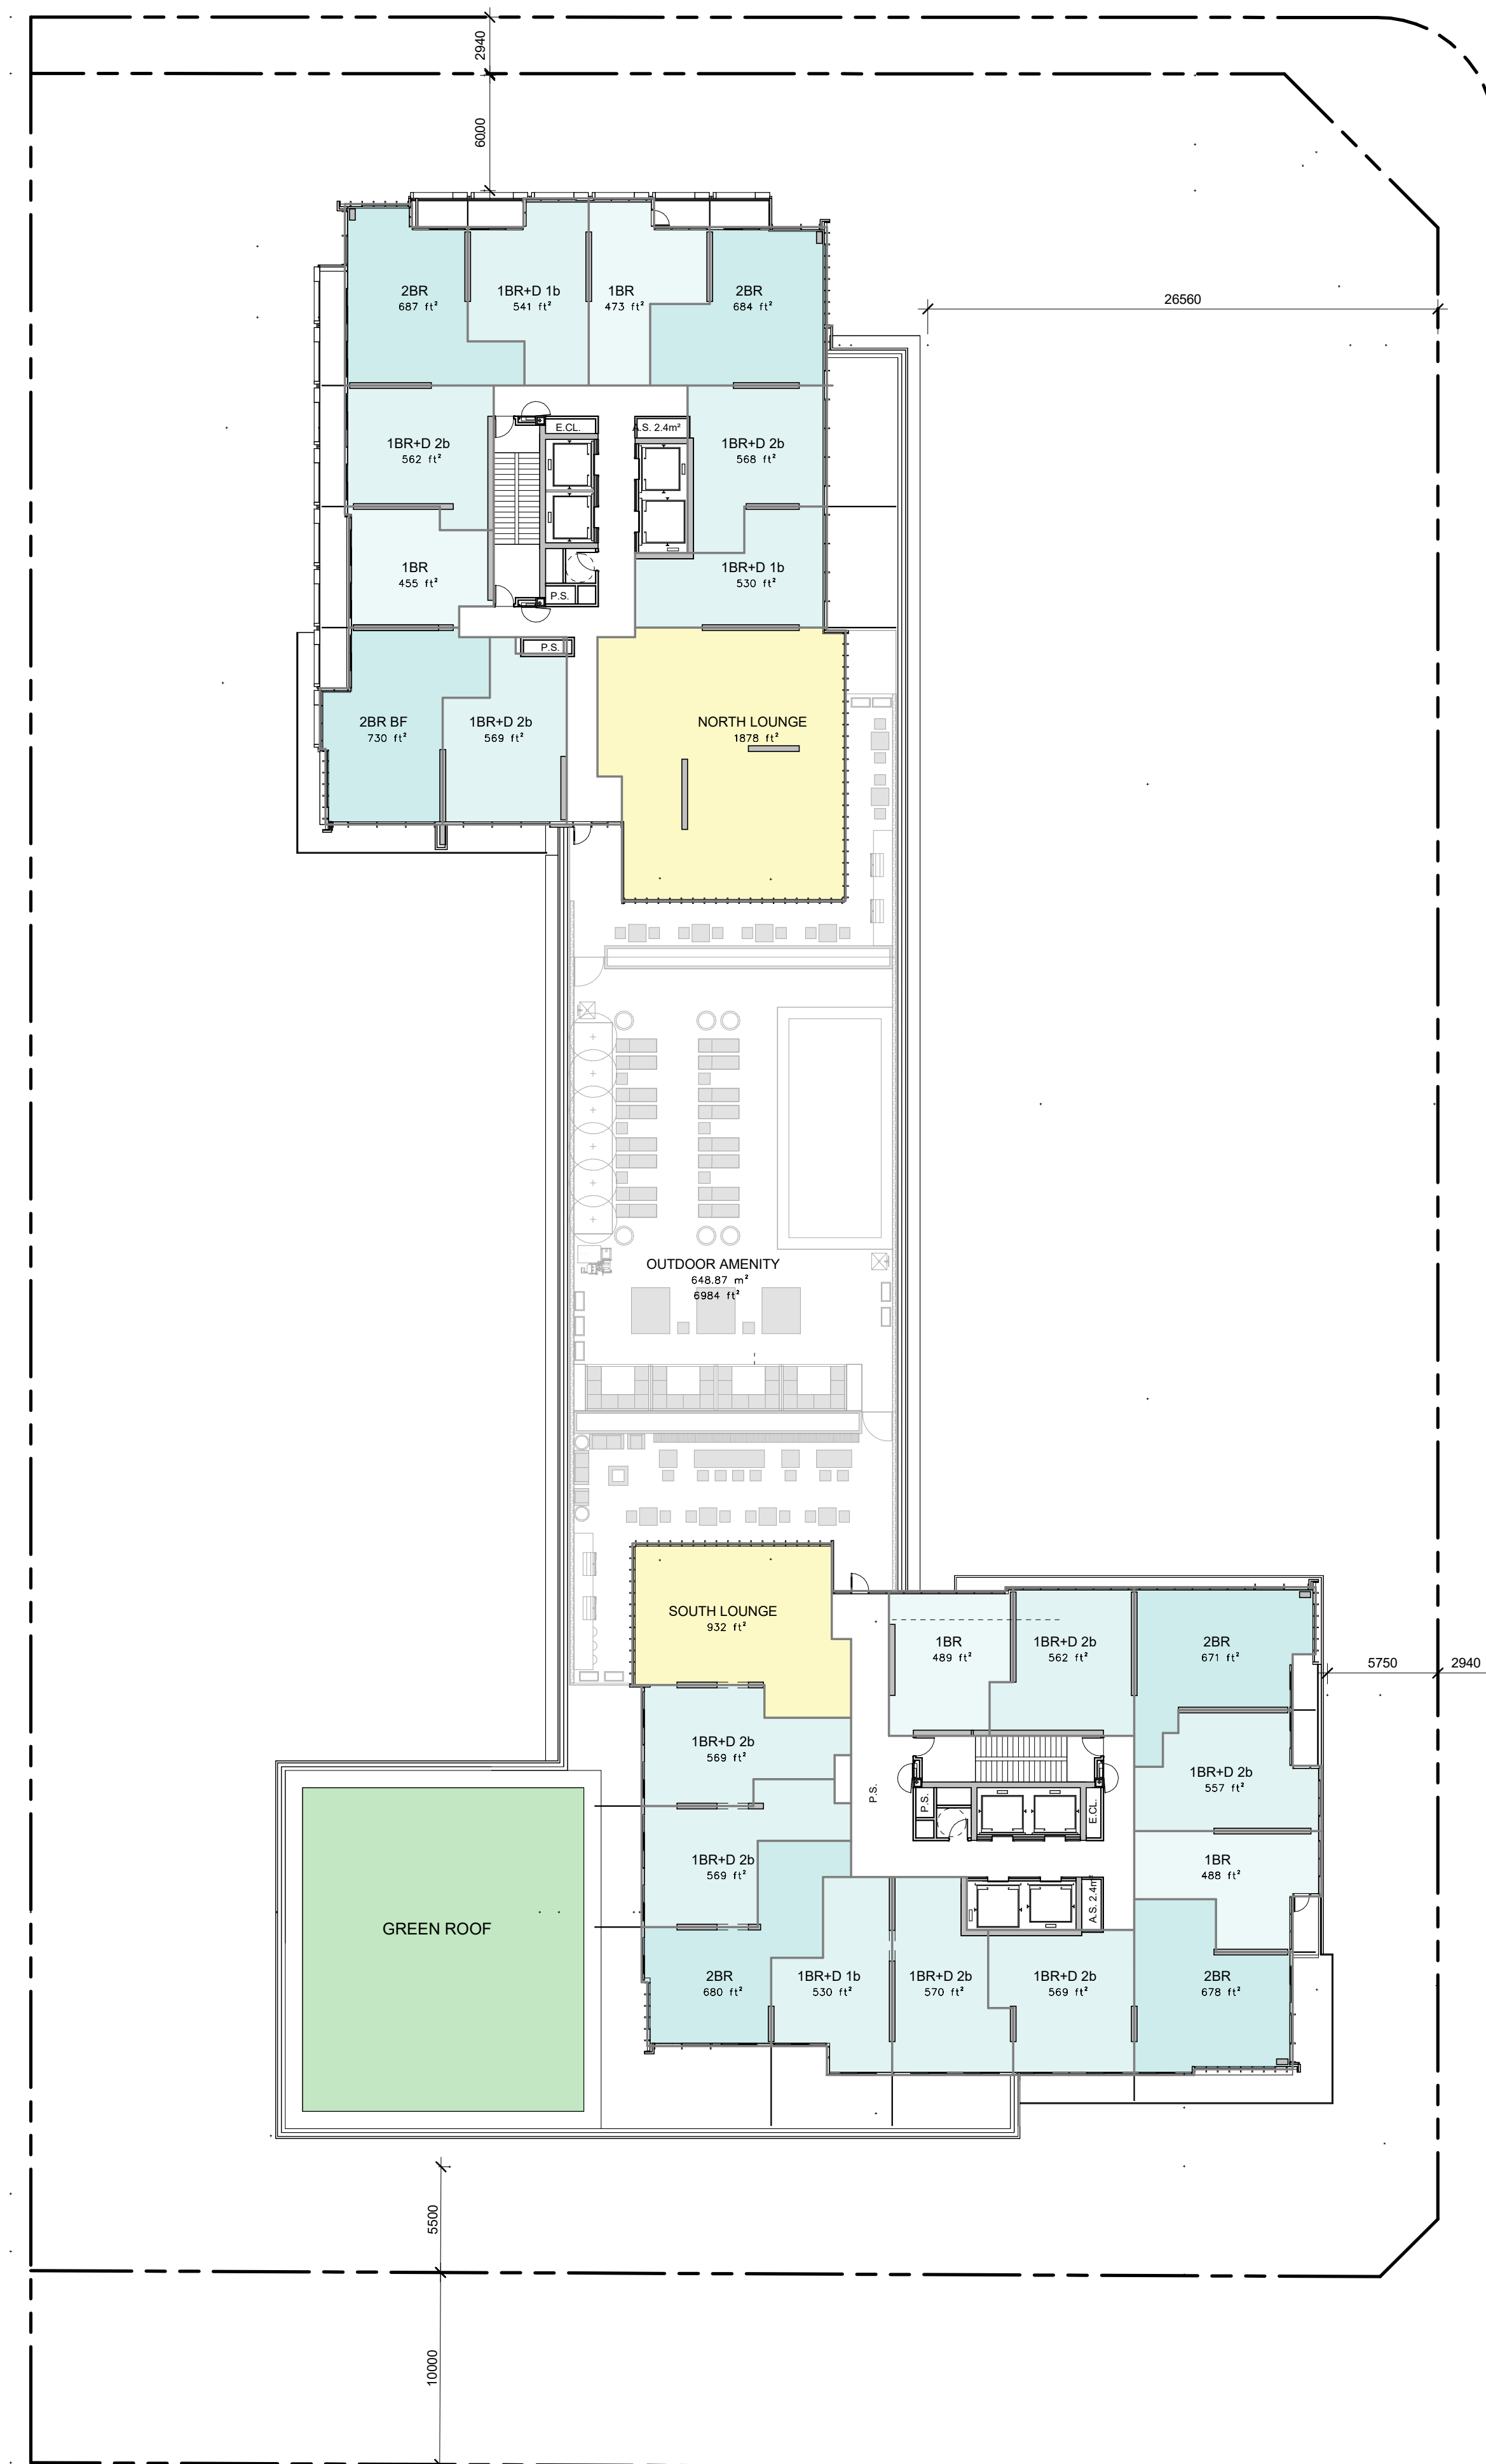 2940
6000
26560
2BR
687 ft²
1BR+D 1b
541 ft²
1BR
473 ft²
2BR
684 ft²
E.CL.
A.S. 2.4m²
1BR+D 2b
562 ft²
1BR+D 2b
568 ft²
1BR
455 ft²
1BR+D 1b
530 ft²
P.S.
P.S.
2BR BF
730 ft²
1BR+D 2b
569 ft²
NORTH LOUNGE
1878 ft²
OUTDOOR AMENITY
648.87 m²
6984 ft²
SOUTH LOUNGE
932 ft²
1BR
489 ft²
1BR+D 2b
562 ft²
2BR
671 ft²
5750
2940
1BR+D 2b
569 ft²
1BR+D 2b
557 ft²
P.S.
P.S.
E.CL.
1BR+D 2b
569 ft²
1BR
488 ft²
A.S. 2.4m²
GREEN ROOF
2BR
680 ft²
1BR+D 1b
530 ft²
1BR+D 2b
570 ft²
1BR+D 2b
569 ft²
2BR
678 ft²
5500
10000